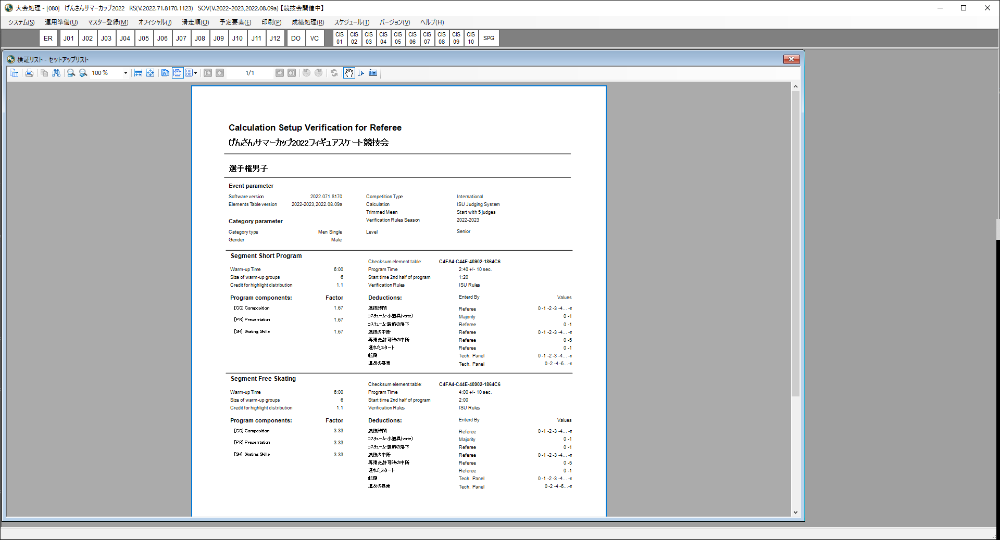 大会処理 - [080] げんさんサマーカップ2022 RS(V.2022.71.8170.1123) SOV(V.2022-2023,2022.08.09a) 【競技会開催中】
システム(S) 運用準備(U) マスター登録(M) オフィシャル(J) 滑走順(O) 予定要素(E) 印刷(P) 成績処理(R) スケジュール(T) バージョン(V) ヘルプ(H)
ER J01 J02 J03 J04 J05 J06 J07 J08 J09 J10 J11 J12 DO VC CIS 01 CIS 02 CIS 03 CIS 04 CIS 05 CIS 06 CIS 07 CIS 08 CIS 09 CIS 10 SPG
検証リスト - セットアップリスト
100 % 1/1
Calculation Setup Verification for Referee
げんさんサマーカップ2022フィギュアスケート競技会
選手権男子
Event parameter
Software version 2022.071.8170 Competition Type International
Elements Table version 2022-2023,2022.08.09a Calculation ISU Judging System
Trimmed Mean Start with 5 judges
Verification Rules Season 2022-2023
Category parameter
Category type Men Single Level Senior
Gender Male
Segment Short Program
Checksum element table: C4FA4-C44E-40902-1864C6
Warm-up Time 6:00 Program Time 2:40 +/- 10 sec.
Size of warm-up groups 6 Start time 2nd half of program 1:20
Credit for highlight distribution 1.1 Verification Rules ISU Rules
Program components: Factor Deductions: Enterd By Values
[CO] Composition 1.67 演技時間 Referee 0 -1 -2 -3 -4... -n
コスチューム・小道具(vote) Majority 0 -1
[PR] Presentation 1.67 コスチューム・装飾の落下 Referee 0 -1
[SK] Skating Skills 1.67 演技の中断 Referee 0 -1 -2 -3 -4... -n
再滑走許可時の中断 Referee 0 -5
遅れたスタート Referee 0 -1
転倒 Tech. Panel 0 -1 -2 -3 -4... -n
違反の要素 Tech. Panel 0 -2 -4 -6...-n
Segment Free Skating
Checksum element table: C4FA4-C44E-40902-1864C6
Warm-up Time 6:00 Program Time 4:00 +/- 10 sec.
Size of warm-up groups 6 Start time 2nd half of program 2:00
Credit for highlight distribution 1.1 Verification Rules ISU Rules
Program components: Factor Deductions: Enterd By Values
[CO] Composition 3.33 演技時間 Referee 0 -1 -2 -3 -4... -n
コスチューム・小道具(vote) Majority 0 -1
[PR] Presentation 3.33 コスチューム・装飾の落下 Referee 0 -1
[SK] Skating Skills 3.33 演技の中断 Referee 0 -1 -2 -3 -4... -n
再滑走許可時の中断 Referee 0 -5
遅れたスタート Referee 0 -1
転倒 Tech. Panel 0 -1 -2 -3 -4... -n
違反の要素 Tech. Panel 0 -2 -4 -6...-n